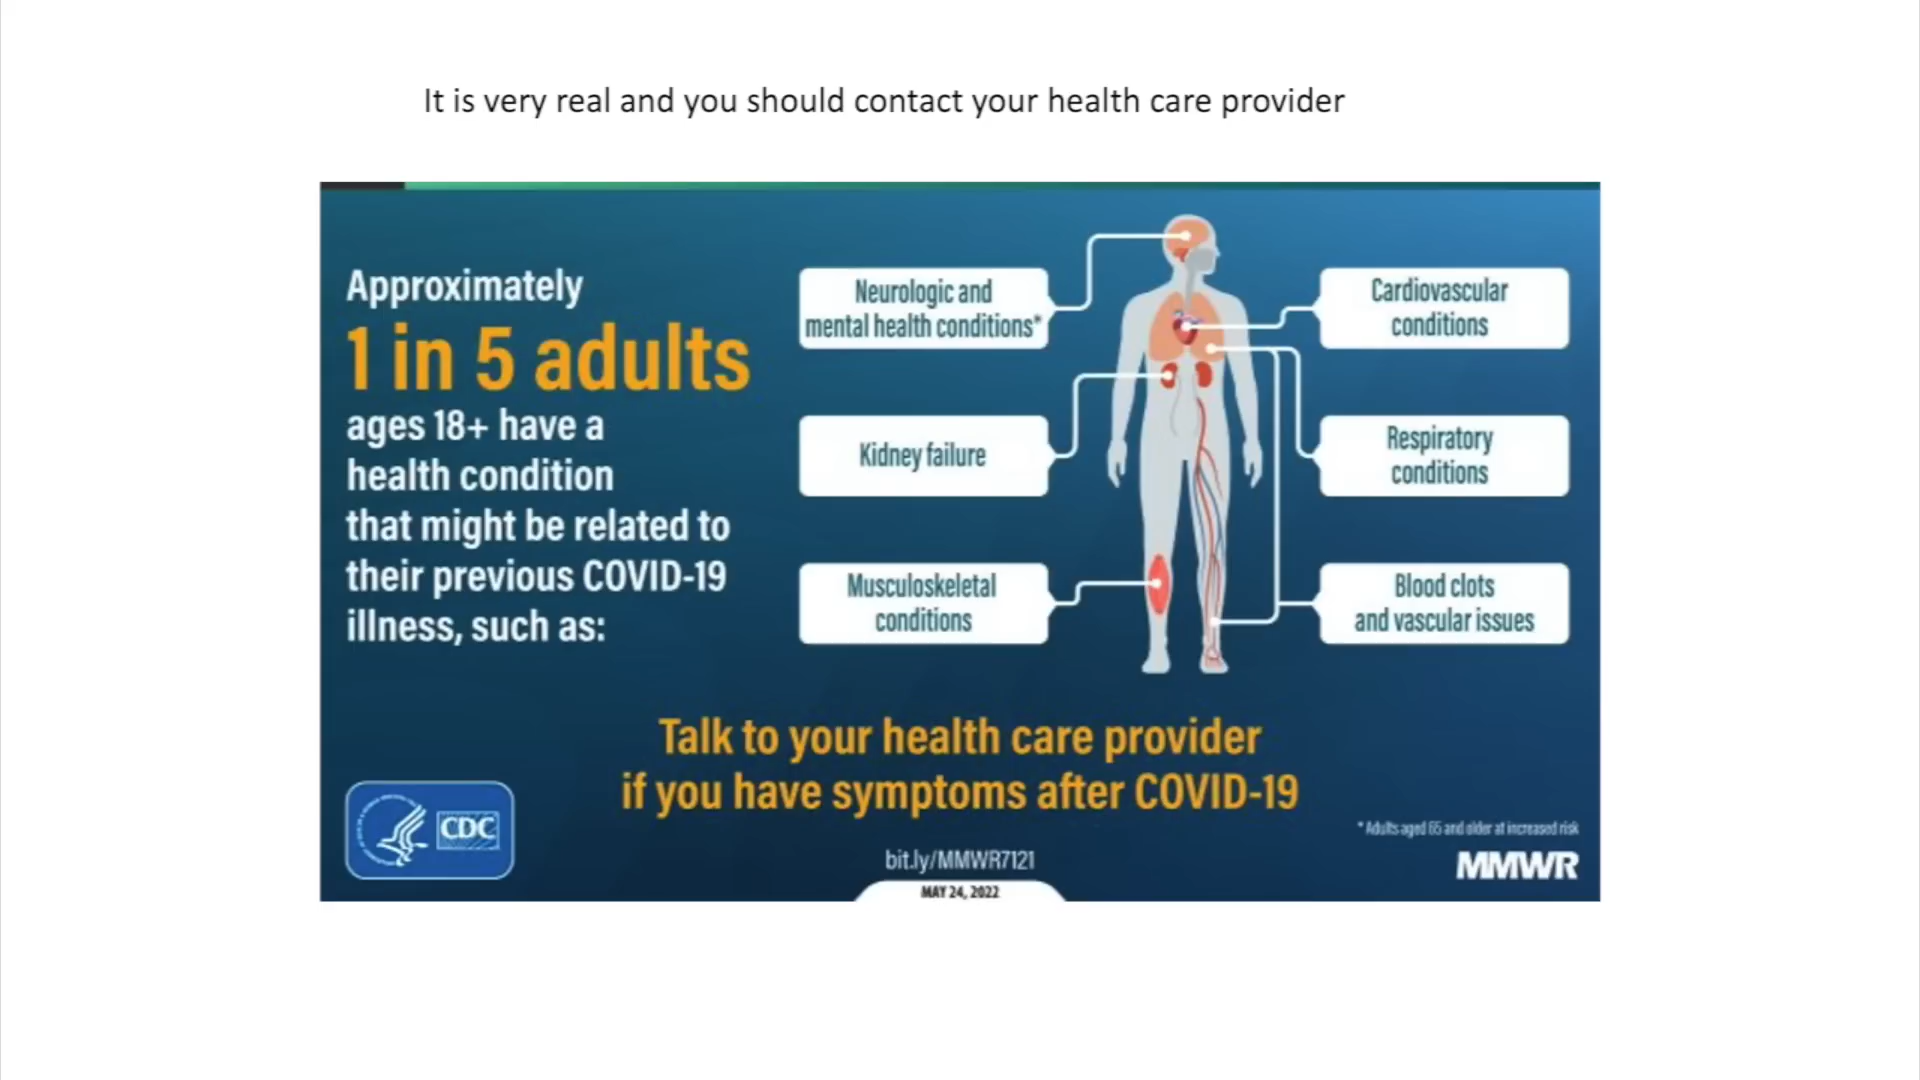 It is very real and you should contact your health care provider
Approximately
1 in 5 adults
ages 18+ have a
health condition
that might be related to
their previous COVID-19
illness, such as:
Neurologic and
mental health conditions*
Kidney failure
Musculoskeletal
conditions
Cardiovascular
conditions
Respiratory
conditions
Blood clots
and vascular issues
Talk to your health care provider
if you have symptoms after COVID-19
CDC
* Adults aged 65 and older at increased risk
bit.ly/MMWR7121
MMWR
MAY 24, 2022